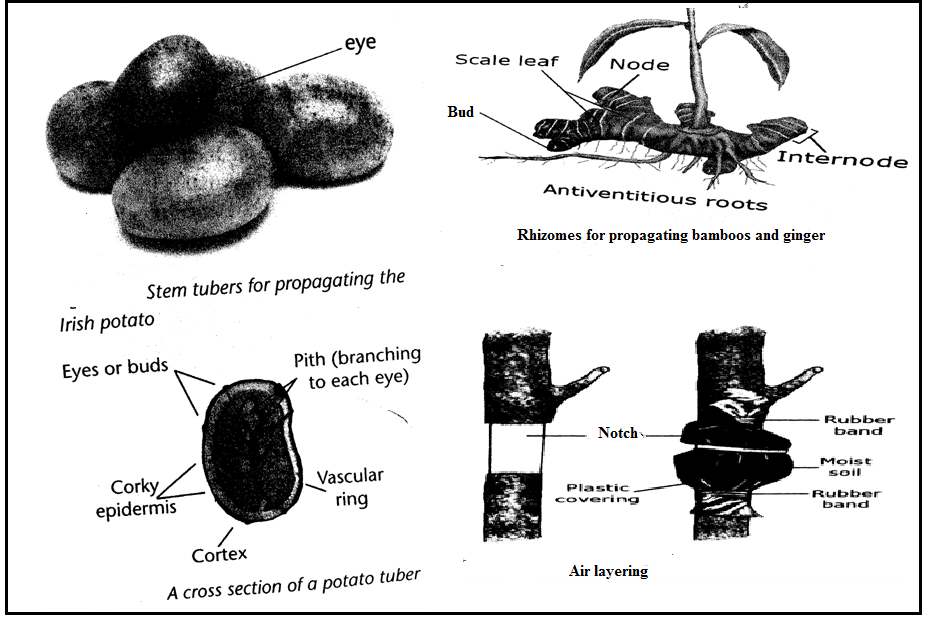 eye
Stem tubers for propagating the
Irish potato
Scale leaf
Node
Bud
Internode
Antiventitious roots
Rhizomes for propagating bamboos and ginger
Eyes or buds
Pith (branching
to each eye)
Corky
epidermis
Vascular
ring
Cortex
A cross section of a potato tuber
Notch
Rubber
band
Moist
soil
Plastic
covering
Rubber
band
Air layering